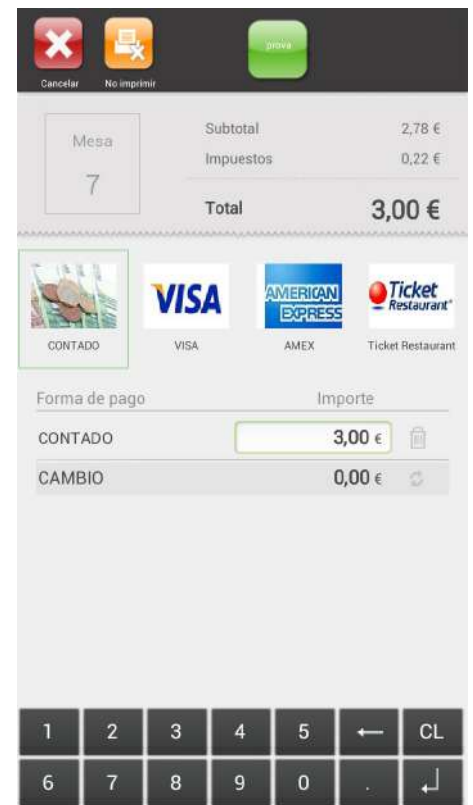 prova
Cancelar No imprimir
Mesa
7
Subtotal 2,78 €
Impuestos 0,22 €
Total 3,00 €
VISA
AMERICAN
EXPRESS
Ticket
Restaurant
CONTADO VISA AMEX Ticket Restaurant
Forma de pago Importe
CONTADO 3,00 €
CAMBIO 0,00 €
1 2 3 4 5 ← CL
6 7 8 9 0 . ↵